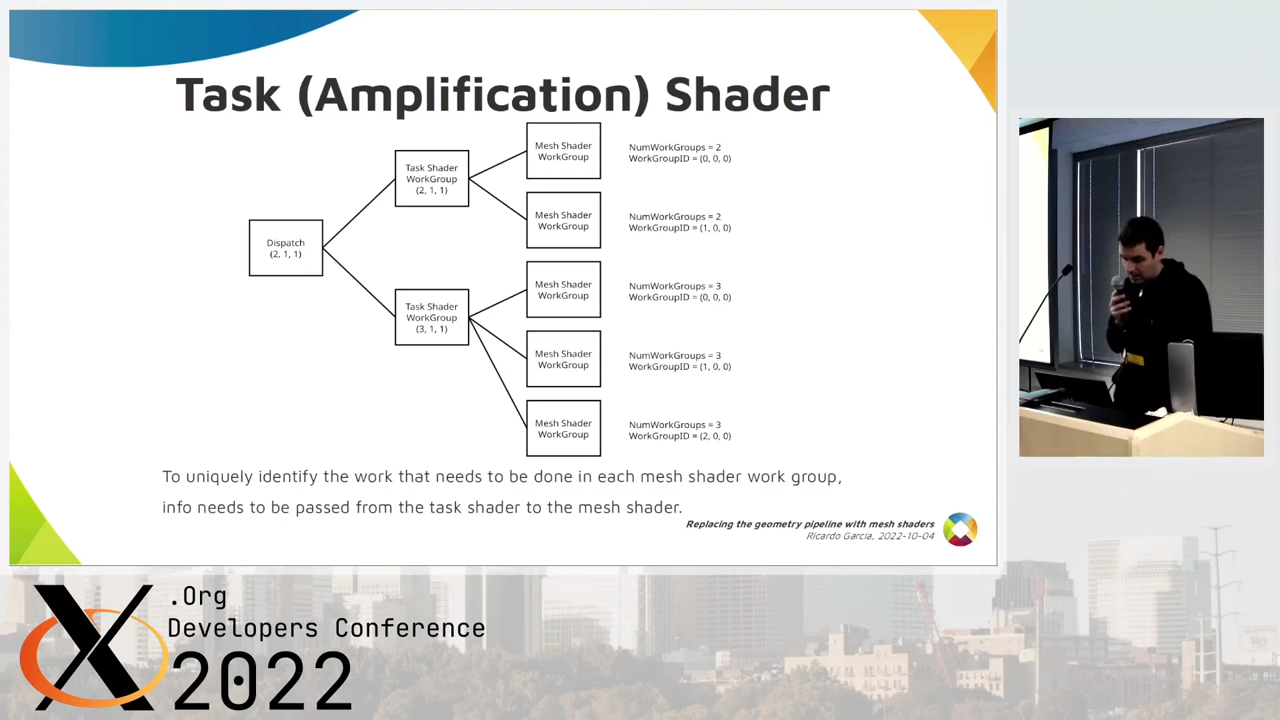 Task (Amplification) Shader
Dispatch
(2, 1, 1)
Task Shader
WorkGroup
(2, 1, 1)
Task Shader
WorkGroup
(3, 1, 1)
Mesh Shader
WorkGroup
NumWorkGroups = 2
WorkGroupID = (0, 0, 0)
Mesh Shader
WorkGroup
NumWorkGroups = 2
WorkGroupID = (1, 0, 0)
Mesh Shader
WorkGroup
NumWorkGroups = 3
WorkGroupID = (0, 0, 0)
Mesh Shader
WorkGroup
NumWorkGroups = 3
WorkGroupID = (1, 0, 0)
Mesh Shader
WorkGroup
NumWorkGroups = 3
WorkGroupID = (2, 0, 0)
To uniquely identify the work that needs to be done in each mesh shader work group,
info needs to be passed from the task shader to the mesh shader.
Replacing the geometry pipeline with mesh shaders
Ricardo Garcia, 2022-10-04
X.Org
Developers Conference
2022